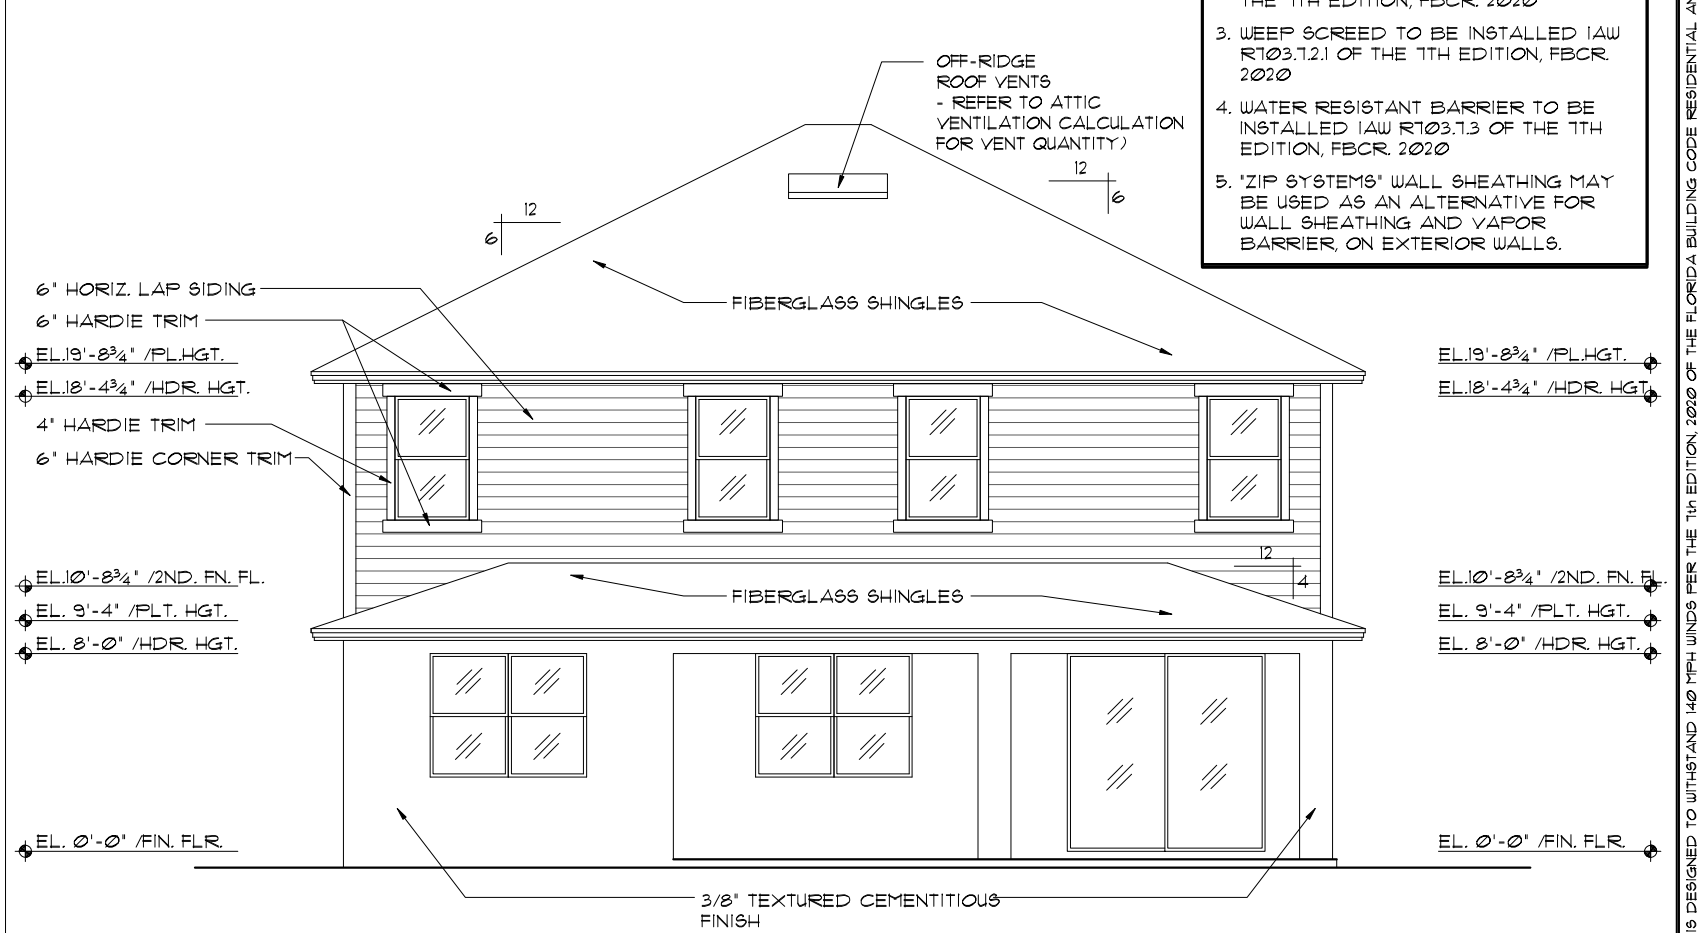 THE 7TH EDITION, FBCR. 2020
3. WEEP SCREED TO BE INSTALLED IAW
R703.7.2.1 OF THE 7TH EDITION, FBCR.
2020
4. WATER RESISTANT BARRIER TO BE
INSTALLED IAW R703.7.3 OF THE 7TH
EDITION, FBCR. 2020
5. "ZIP SYSTEMS" WALL SHEATHING MAY
BE USED AS AN ALTERNATIVE FOR
WALL SHEATHING AND VAPOR
BARRIER, ON EXTERIOR WALLS.
OFF-RIDGE
ROOF VENTS
- REFER TO ATTIC
VENTILATION CALCULATION
FOR VENT QUANTITY)
12
6
12
6
6" HORIZ. LAP SIDING
6" HARDIE TRIM
EL.19'-8¾" /PL.HGT.
EL.18'-4¾" /HDR. HGT.
4" HARDIE TRIM
6" HARDIE CORNER TRIM
FIBERGLASS SHINGLES
EL.19'-8¾" /PL.HGT.
EL.18'-4¾" /HDR. HGT
EL.10'-8¾" /2ND. FN. FL.
EL. 9'-4" /PLT. HGT.
EL. 8'-0" /HDR. HGT.
FIBERGLASS SHINGLES
12
4
EL.10'-8¾" /2ND. FN. FL.
EL. 9'-4" /PLT. HGT.
EL. 8'-0" /HDR. HGT.
EL. 0'-0" /FIN. FLR.
EL. 0'-0" /FIN. FLR.
3/8" TEXTURED CEMENTITIOUS
FINISH
IS DESIGNED TO WITHSTAND 140 MPH WINDS PER THE 7th EDITION, 2020 OF THE FLORIDA BUILDING CODE RESIDENTIAL